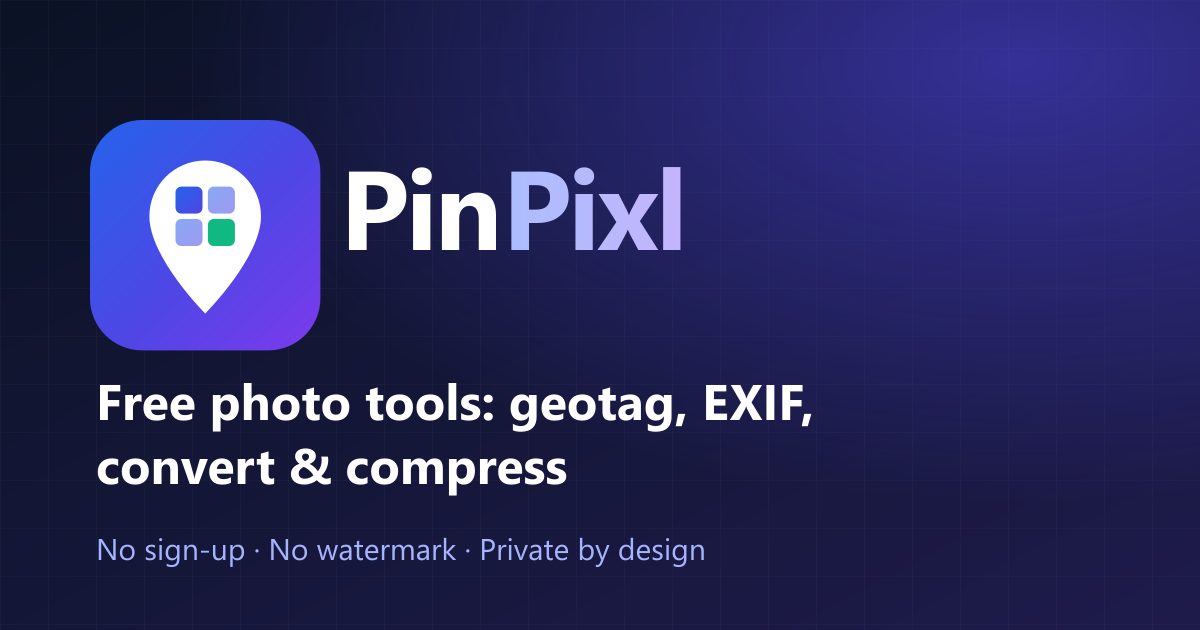 PinPixl
Free photo tools: geotag, EXIF,
convert & compress
No sign-up · No watermark · Private by design